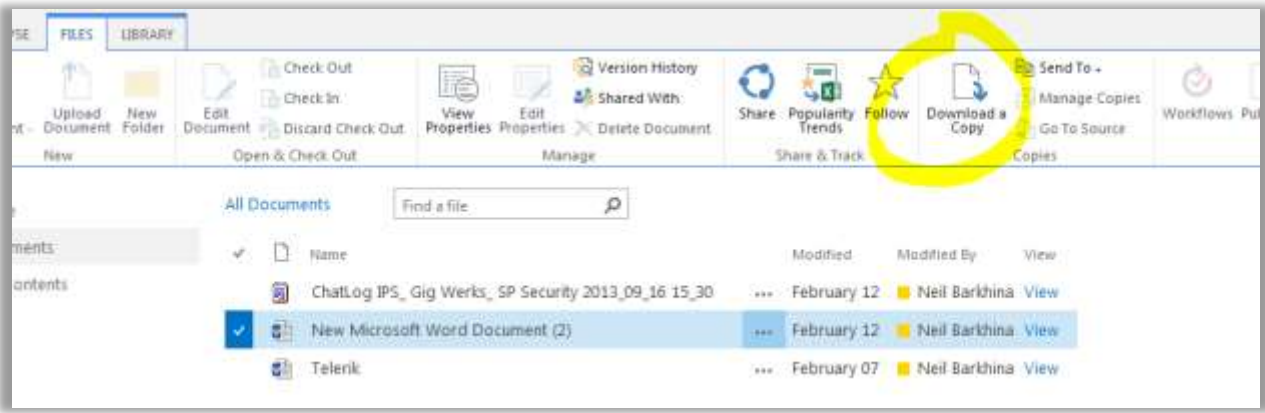 FILES LIBRARY
Check Out
Version History
Send To
Check In
Shared With
Manage Copies
Upload Document
New Folder
Edit Document
Discard Check Out
View Properties
Edit Properties
Delete Document
Share
Popularity Trends
Follow
Download a Copy
Go To Source
Workflows
New
Open & Check Out
Manage
Share & Track
Copies
All Documents
Find a file
Name Modified Modified By View
ChatLog IPS_ Gig Werks_ SP Security 2013_09_16 15_30 ... February 12 Neil Barkhina View
New Microsoft Word Document (2) ... February 12 Neil Barkhina View
Telerik ... February 07 Neil Barkhina View